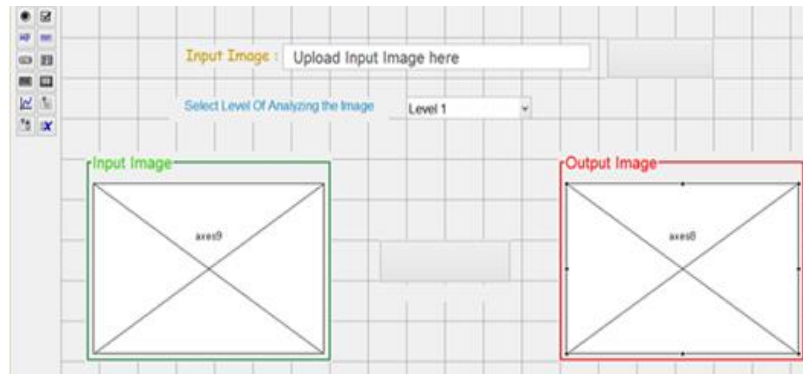 Input Image :
Upload Input Image here
Select Level Of Analyzing the Image
Level 1
Input Image
Output Image
axes9
axes8